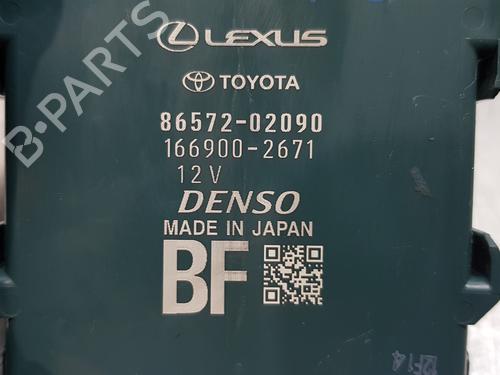 LEXUS
TOYOTA
86572-02090
166900-2671
12V
DENSO
MADE IN JAPAN
BF
B-PARTS